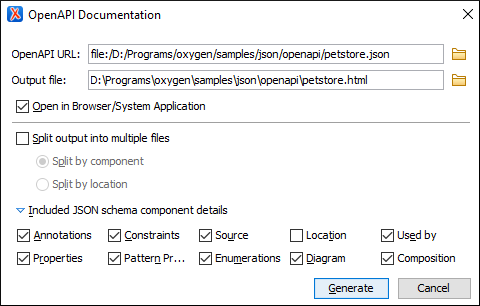 OpenAPI Documentation
OpenAPI URL: file:/D:/Programs/oxygen/samples/json/openapi/petstore.json
Output file: D:\Programs\oxygen\samples\json\openapi\petstore.html
Open in Browser/System Application
Split output into multiple files
Split by component
Split by location
Included JSON schema component details
Annotations Constraints Source Location Used by
Properties Pattern Pr... Enumerations Diagram Composition
Generate Cancel